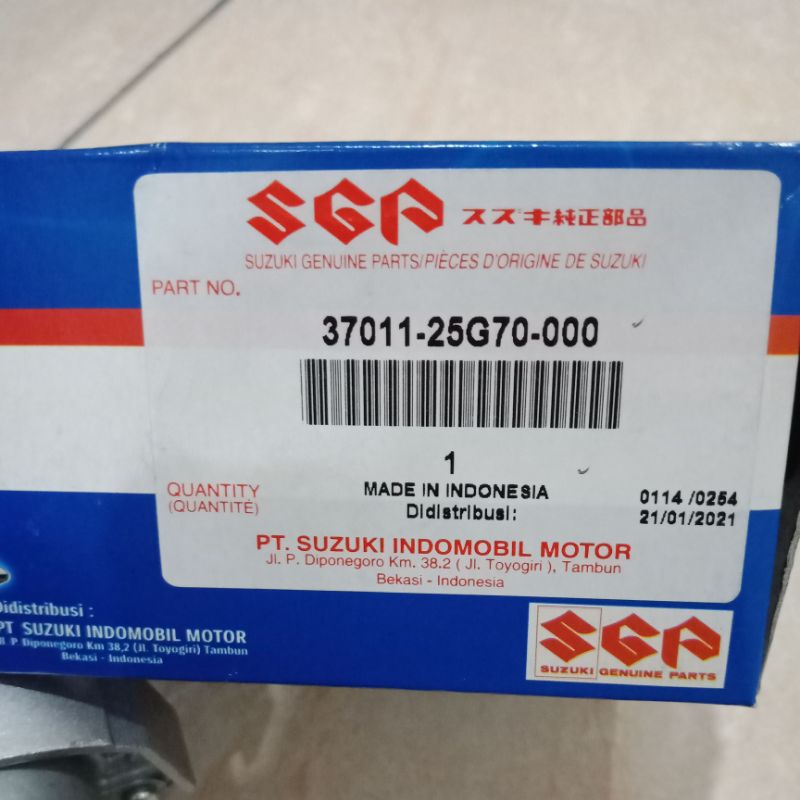 SGP スズキ純正部品
SUZUKI GENUINE PARTS/PIÈCES D'ORIGINE DE SUZUKI
PART NO.
37011-25G70-000
1
QUANTITY
(QUANTITÉ)
MADE IN INDONESIA
Didistribusi:
0114 /0254
21/01/2021
PT. SUZUKI INDOMOBIL MOTOR
Jl. P. Diponegoro Km. 38.2 ( Jl. Toyogiri ), Tambun
Bekasi - Indonesia
Didistribusi :
PT SUZUKI INDOMOBIL MOTOR
P Diponegoro Km 38,2 (Jl. Toyogiri) Tambun
Bekasi - Indonesia
SGP
SUZUKI GENUINE PARTS